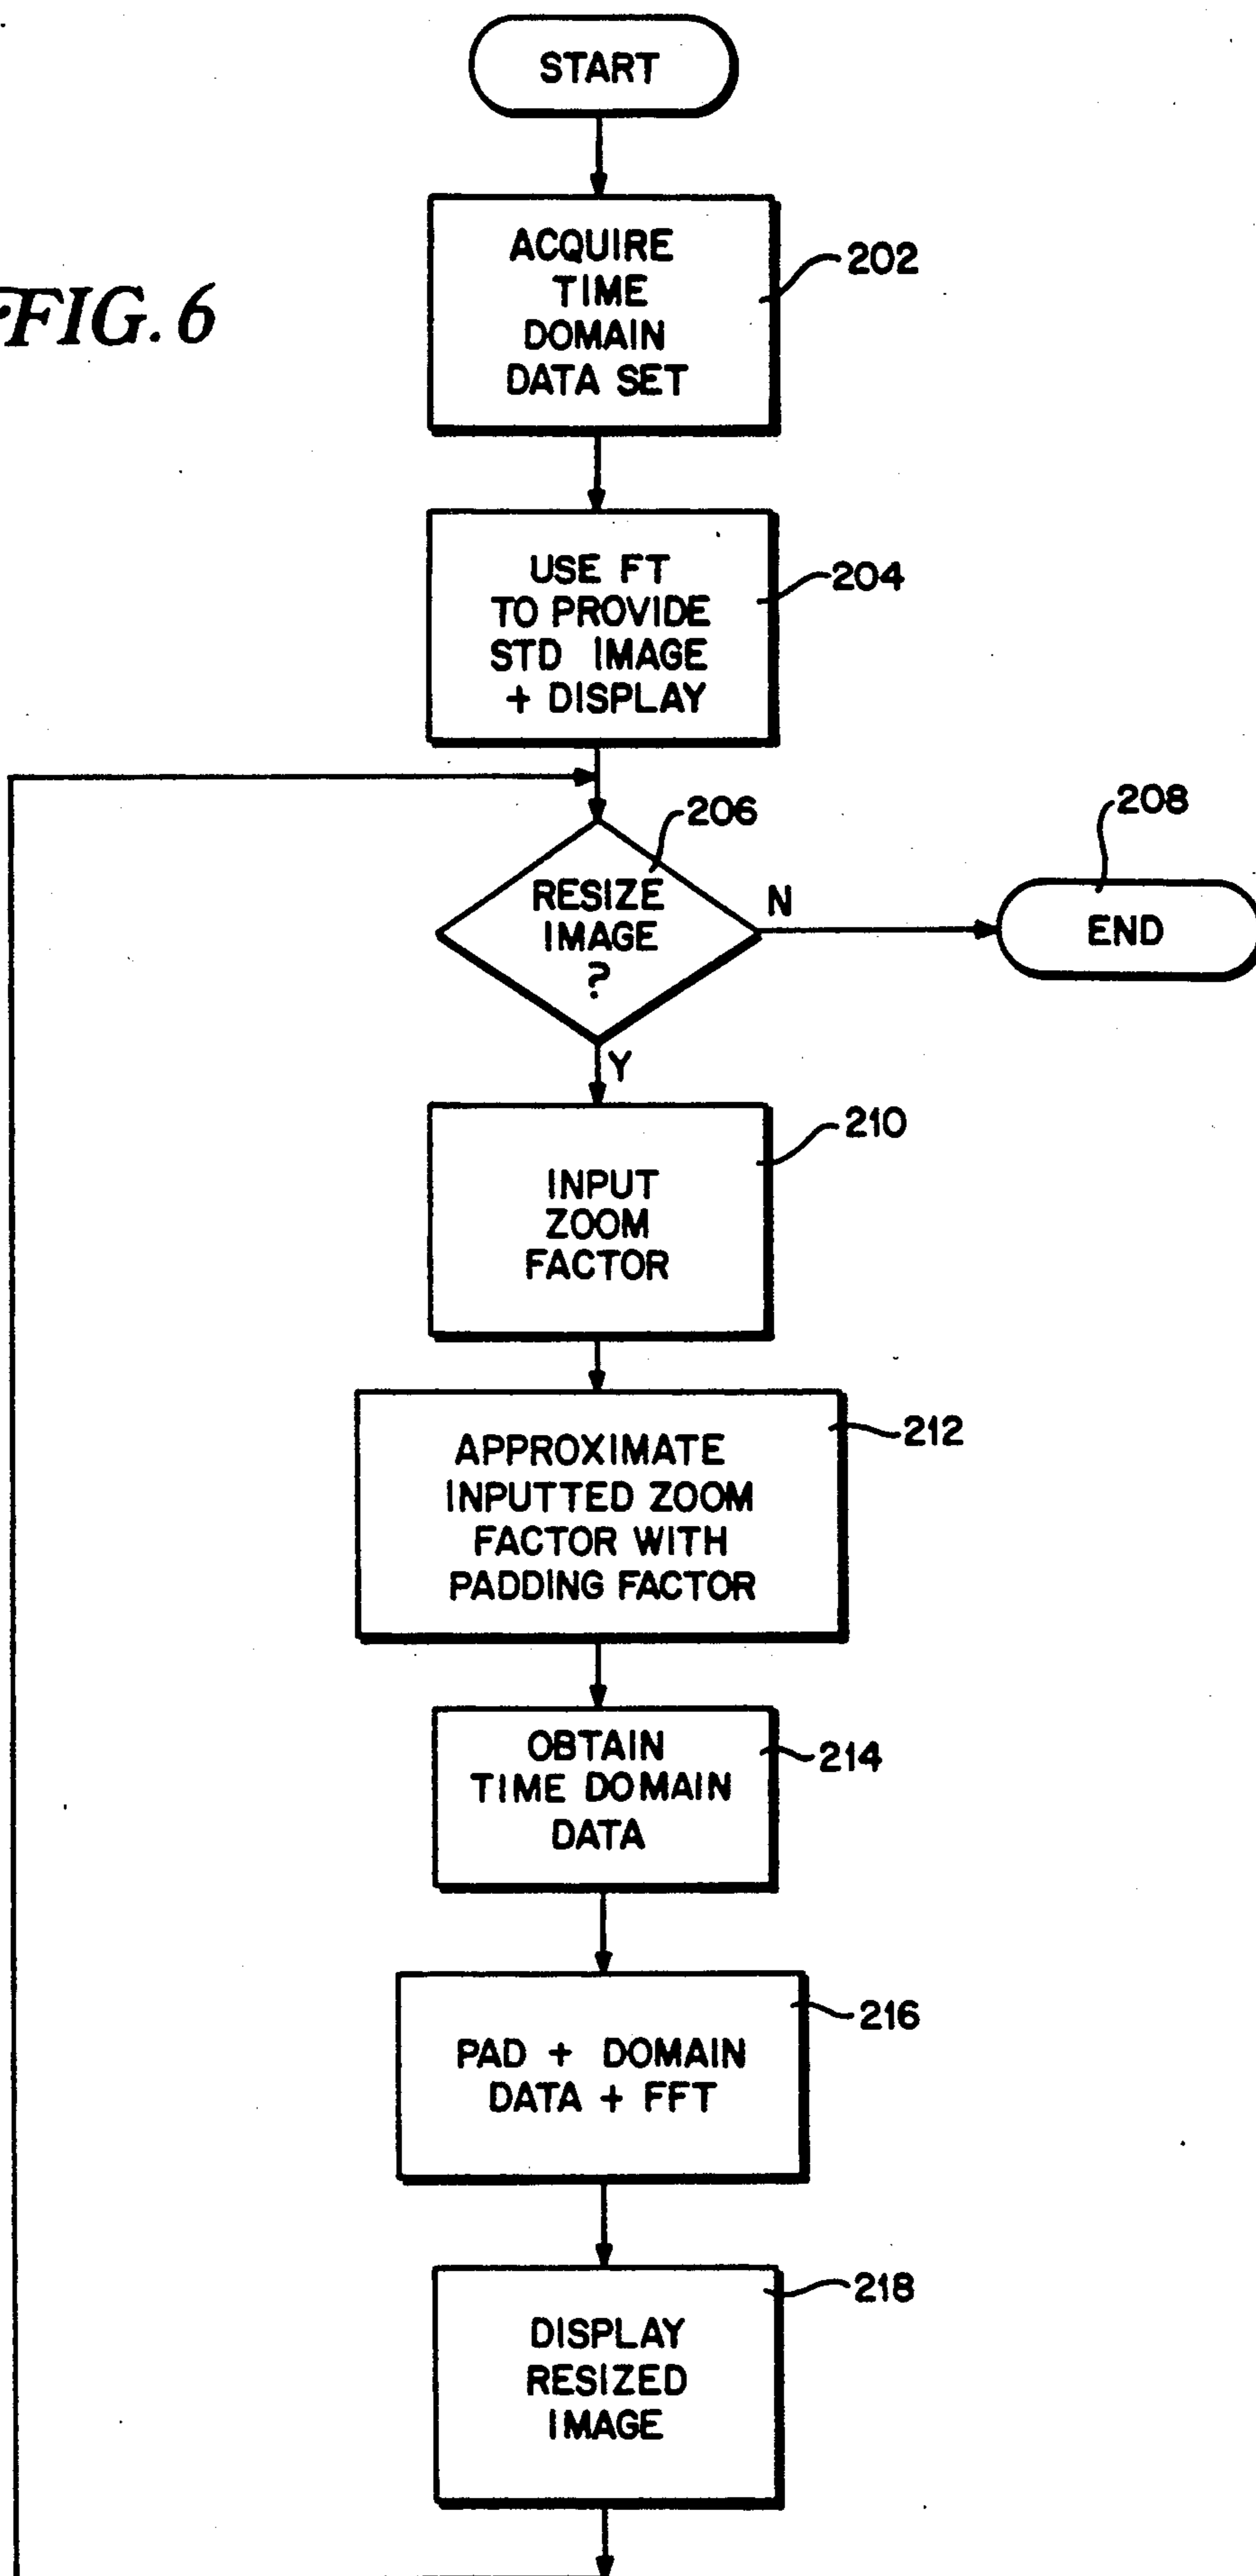 START
FIG. 6
ACQUIRE
TIME
DOMAIN
DATA SET
202
USE FT
TO PROVIDE
STD IMAGE
+ DISPLAY
204
206
RESIZE
IMAGE
?
N
208
END
Y
210
INPUT
ZOOM
FACTOR
212
APPROXIMATE
INPUTTED ZOOM
FACTOR WITH
PADDING FACTOR
OBTAIN
TIME DOMAIN
DATA
214
216
PAD + DOMAIN
DATA + FFT
218
DISPLAY
RESIZED
IMAGE